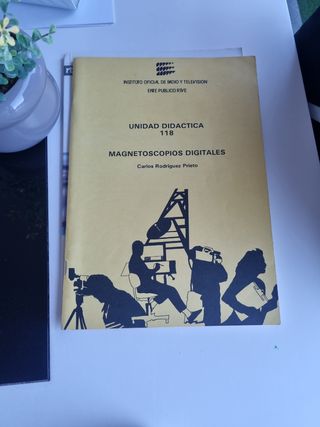 INSTITUTO OFICIAL DE RADIO Y TELEVISION
ENTE PUBLICO RTVE
UNIDAD DIDACTICA
118
MAGNETOSCOPIOS DIGITALES
Carlos Rodríguez Prieto